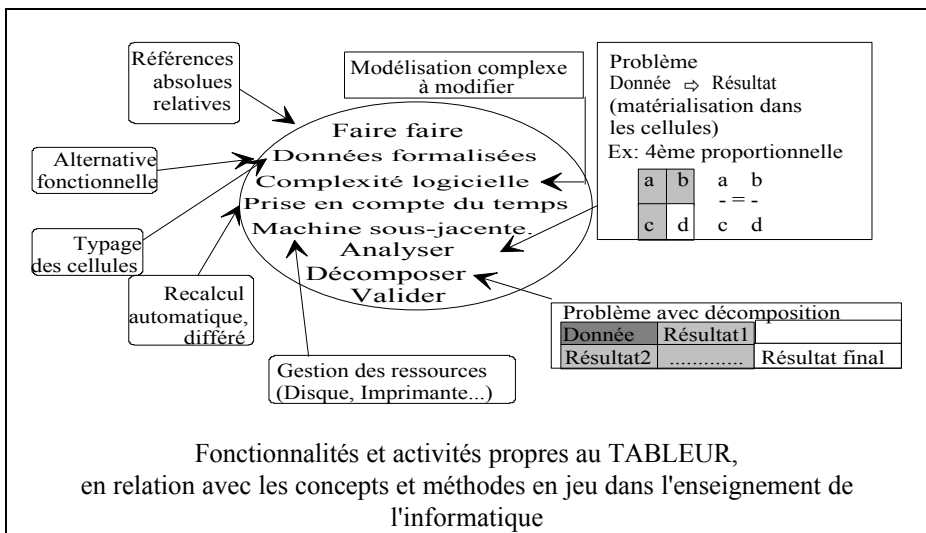 Références
absolues
relatives
Modélisation complexe
à modifier
Problème
Donnée ⇨ Résultat
(matérialisation dans
les cellules)
Ex: 4ème proportionnelle
a b a b
- = -
c d c d
Alternative
fonctionnelle
Typage
des cellules
Recalcul
automatique,
différé
Faire faire
Données formalisées
Complexité logicielle
Prise en compte du temps
Machine sous-jacente.
Analyser
Décomposer
Valider
Gestion des ressources
(Disque, Imprimante...)
Problème avec décomposition
Donnée Résultat1
Résultat2 ............. Résultat final
Fonctionnalités et activités propres au TABLEUR,
en relation avec les concepts et méthodes en jeu dans l'enseignement de
l'informatique